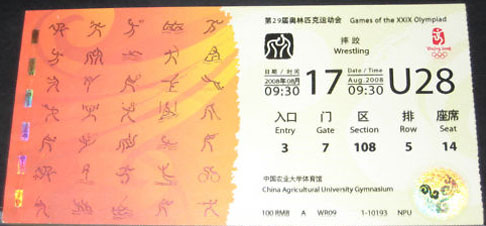 第29届奥林匹克运动会 Games of the XXIX Olympiad
摔跤
Wrestling
Beijing 2008
日期 / 时间
2008年08月
09:30
17
Date / Time
Aug 2008
09:30
U28
入口 门 区 排 座席
Entry Gate Section Row Seat
3 7 108 5 14
中国农业大学体育馆
China Agricultural University Gymnasium
100 RMB A WR09 1-10193 NPU